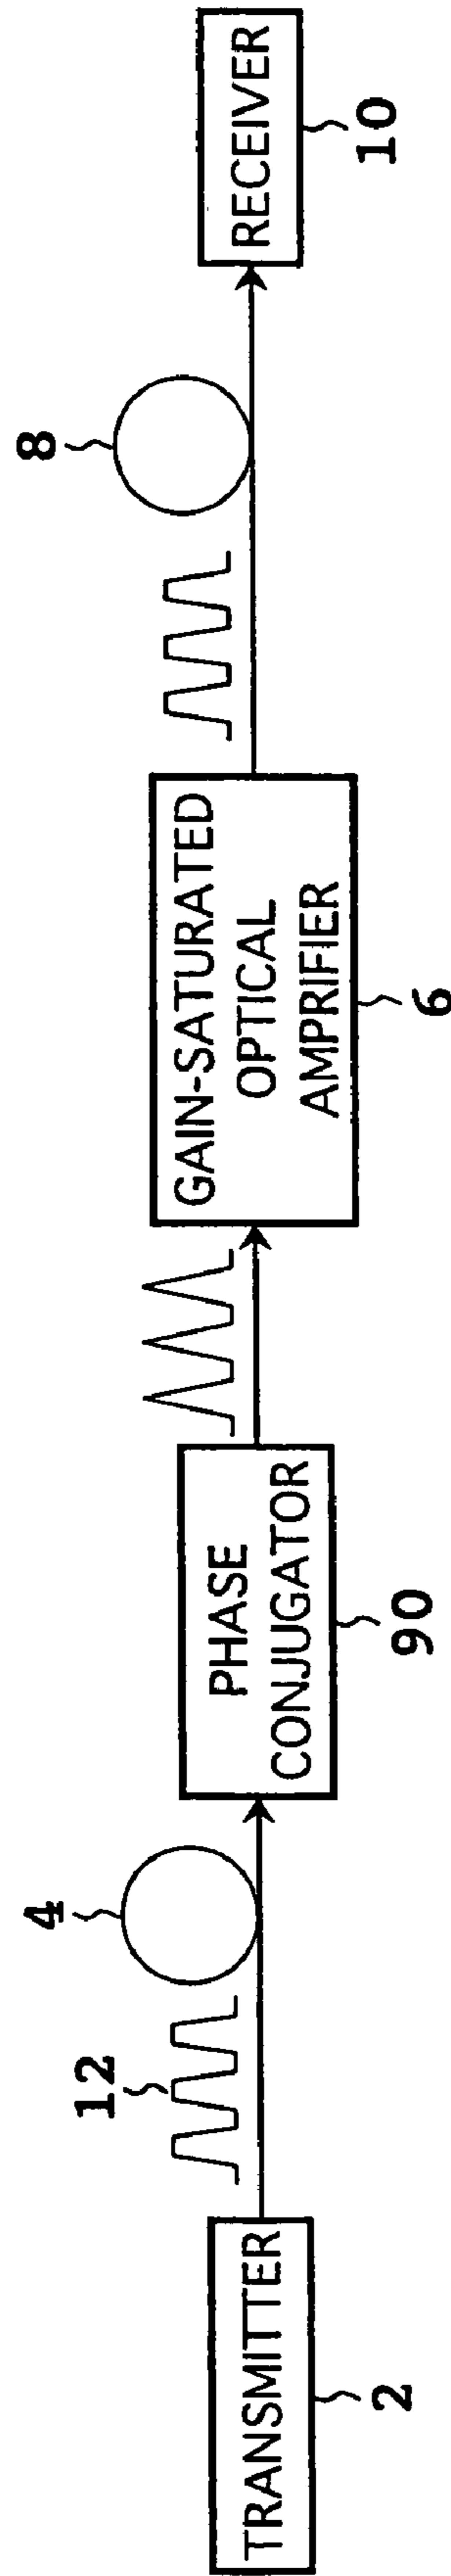 TRANSMITTER
2
12
4
PHASE
CONJUGATOR
90
GAIN-SATURATED
OPTICAL
AMPRIFIER
6
8
RECEIVER
10